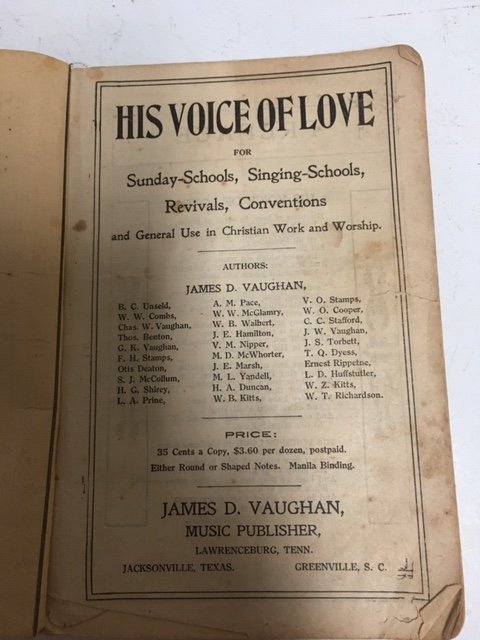 HIS VOICE OF LOVE
FOR
Sunday-Schools, Singing-Schools,
Revivals, Conventions
and General Use in Christian Work and Worship.
AUTHORS:
JAMES D. VAUGHAN,
B. C. Unseld,
W. W. Combs,
Chas. W. Vaughan,
Thos. Benton,
G. K. Vaughan,
F. H. Stamps,
Otis Deaton,
S. J. McCollum,
H. G. Shirey,
L. A. Prine,
A. M. Pace,
W. W. McGlamry,
W. B. Walbert,
J. E. Hamilton,
V. M. Nipper,
M. D. McWhorter,
J. E. Marsh,
M. L. Yandell,
H. A. Duncan,
W. B. Kitts,
V. O. Stamps,
W. O. Cooper,
C. C. Stafford,
J. W. Vaughan,
J. S. Torbett,
T. Q. Dyess,
Ernest Rippetoe,
L. D. Huffstutler,
W. Z. Kitts,
W. T. Richardson.
PRICE:
35 Cents a Copy, $3.60 per dozen, postpaid.
Either Round or Shaped Notes. Manila Binding.
JAMES D. VAUGHAN,
MUSIC PUBLISHER,
LAWRENCEBURG, TENN.
JACKSONVILLE, TEXAS. GREENVILLE, S. C.